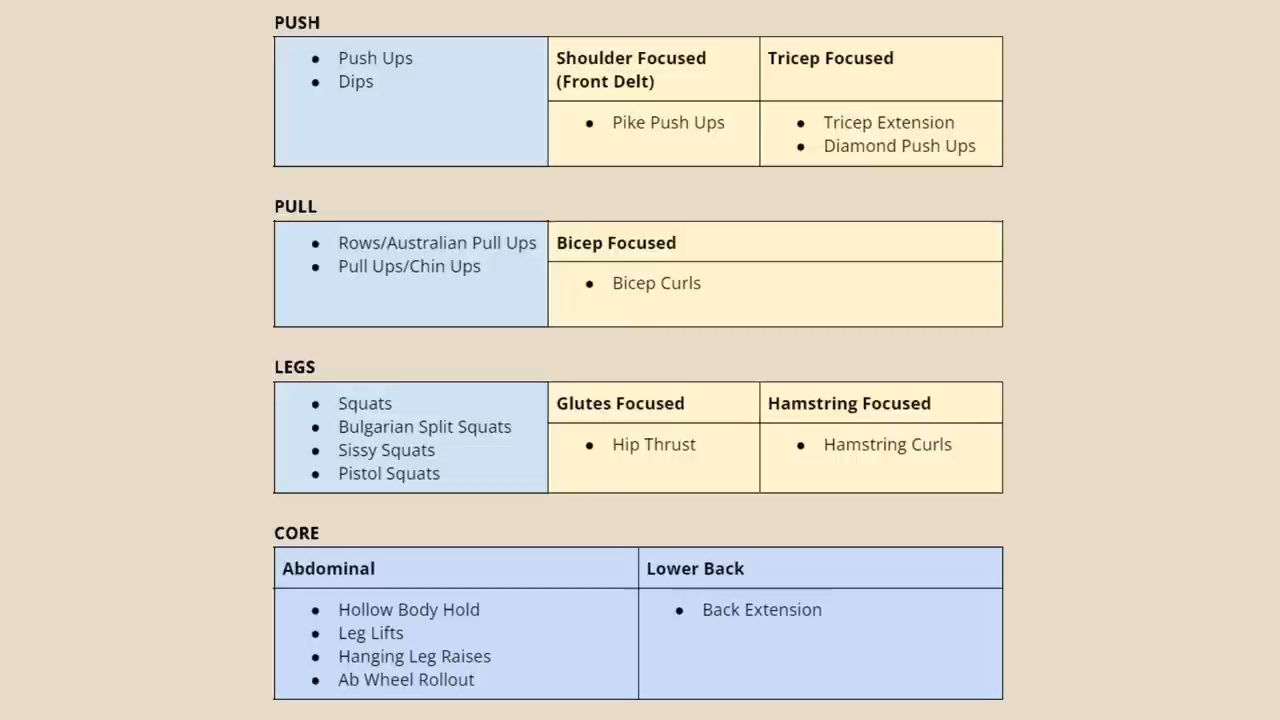 PUSH
• Push Ups
• Dips
Shoulder Focused
(Front Delt)
• Pike Push Ups
Tricep Focused
• Tricep Extension
• Diamond Push Ups
PULL
• Rows/Australian Pull Ups
• Pull Ups/Chin Ups
Bicep Focused
• Bicep Curls
LEGS
• Squats
• Bulgarian Split Squats
• Sissy Squats
• Pistol Squats
Glutes Focused
• Hip Thrust
Hamstring Focused
• Hamstring Curls
CORE
Abdominal
• Hollow Body Hold
• Leg Lifts
• Hanging Leg Raises
• Ab Wheel Rollout
Lower Back
• Back Extension